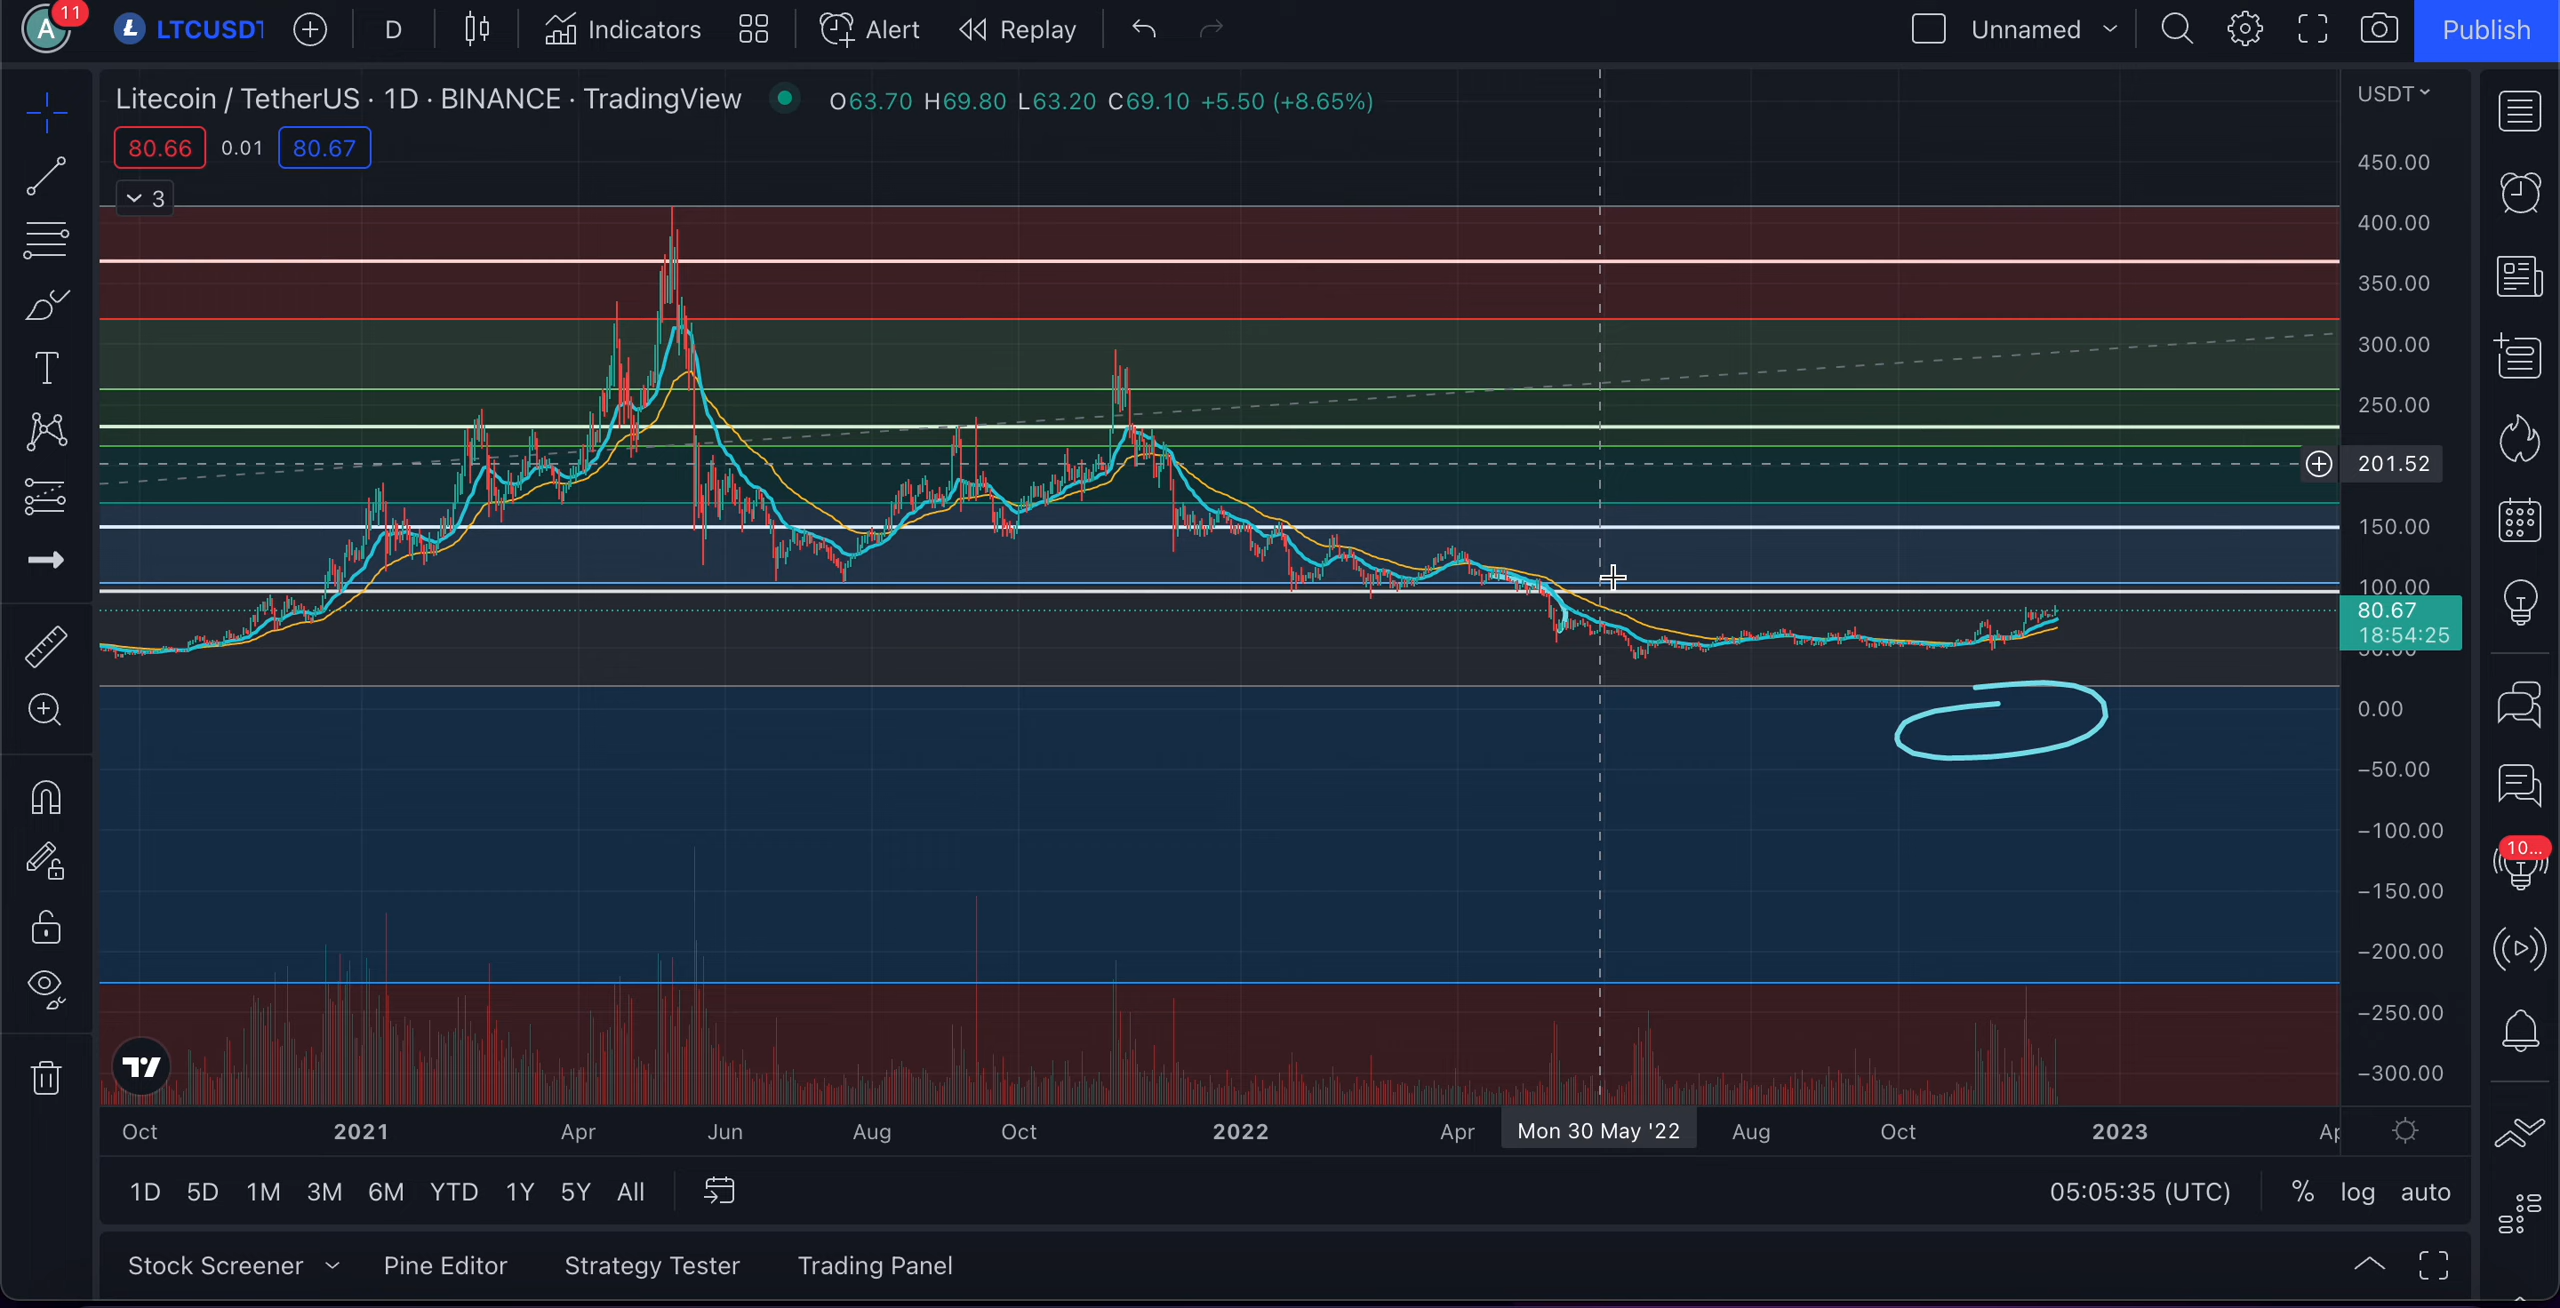 A 11 Ł LTCUSDT D Indicators Alert Replay Unnamed Publish
Litecoin / TetherUS · 1D · BINANCE · TradingView O63.70 H69.80 L63.20 C69.10 +5.50 (+8.65%)
USDT
80.66 0.01 80.67
3
450.00
400.00
350.00
300.00
250.00
201.52
150.00
100.00
80.67
18:54:25
50.00
0.00
−50.00
−100.00
−150.00
−200.00
−250.00
−300.00
10...
Oct 2021 Apr Jun Aug Oct 2022 Apr Mon 30 May '22 Aug Oct 2023
1D 5D 1M 3M 6M YTD 1Y 5Y All 05:05:35 (UTC) % log auto
Stock Screener Pine Editor Strategy Tester Trading Panel